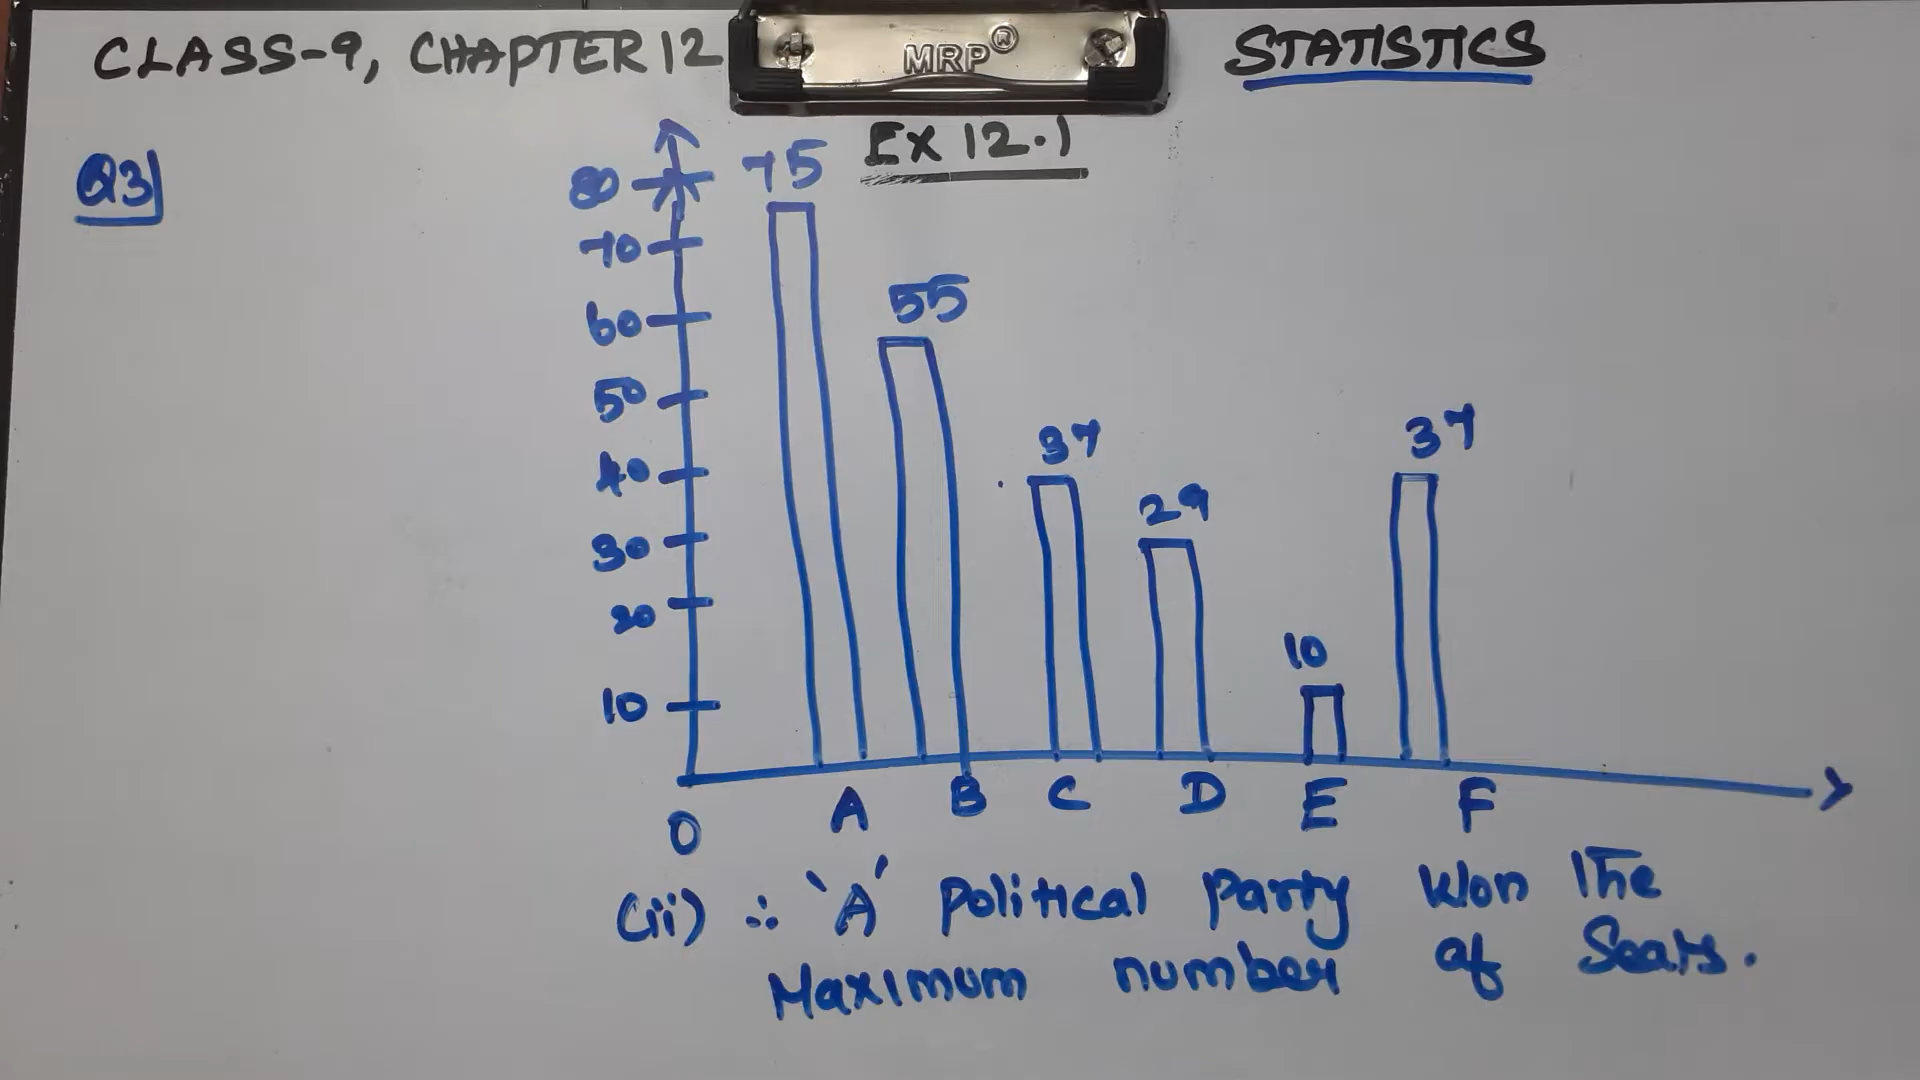 CLASS-9, CHAPTER 12
MRP®
STATISTICS
EX 12.1
Q3
80
75
70
60
55
50
40
37
37
30
29
20
10
10
0
A B C D E F
(ii) ∴ 'A' Political Party Won The
Maximum number of Seats.